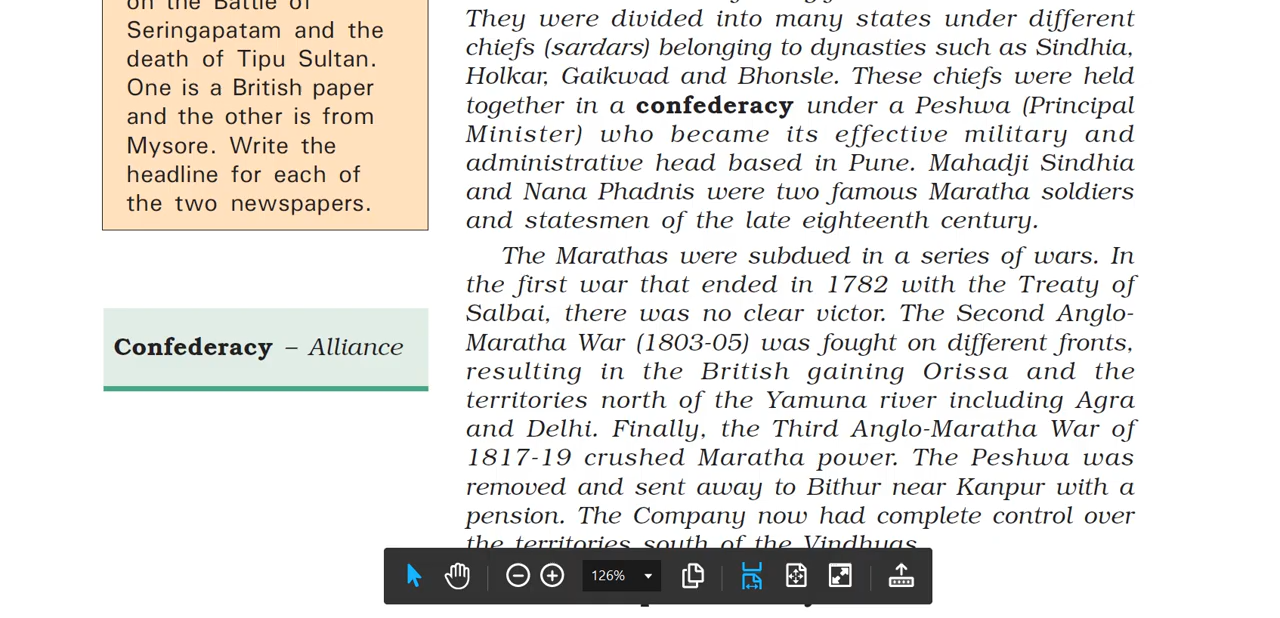 on the Battle of
Seringapatam and the
death of Tipu Sultan.
One is a British paper
and the other is from
Mysore. Write the
headline for each of
the two newspapers.
Confederacy – Alliance
They were divided into many states under different
chiefs (sardars) belonging to dynasties such as Sindhia,
Holkar, Gaikwad and Bhonsle. These chiefs were held
together in a confederacy under a Peshwa (Principal
Minister) who became its effective military and
administrative head based in Pune. Mahadji Sindhia
and Nana Phadnis were two famous Maratha soldiers
and statesmen of the late eighteenth century.
The Marathas were subdued in a series of wars. In
the first war that ended in 1782 with the Treaty of
Salbai, there was no clear victor. The Second Anglo-
Maratha War (1803-05) was fought on different fronts,
resulting in the British gaining Orissa and the
territories north of the Yamuna river including Agra
and Delhi. Finally, the Third Anglo-Maratha War of
1817-19 crushed Maratha power. The Peshwa was
removed and sent away to Bithur near Kanpur with a
pension. The Company now had complete control over
the territories south of the Vindhyas.
126%